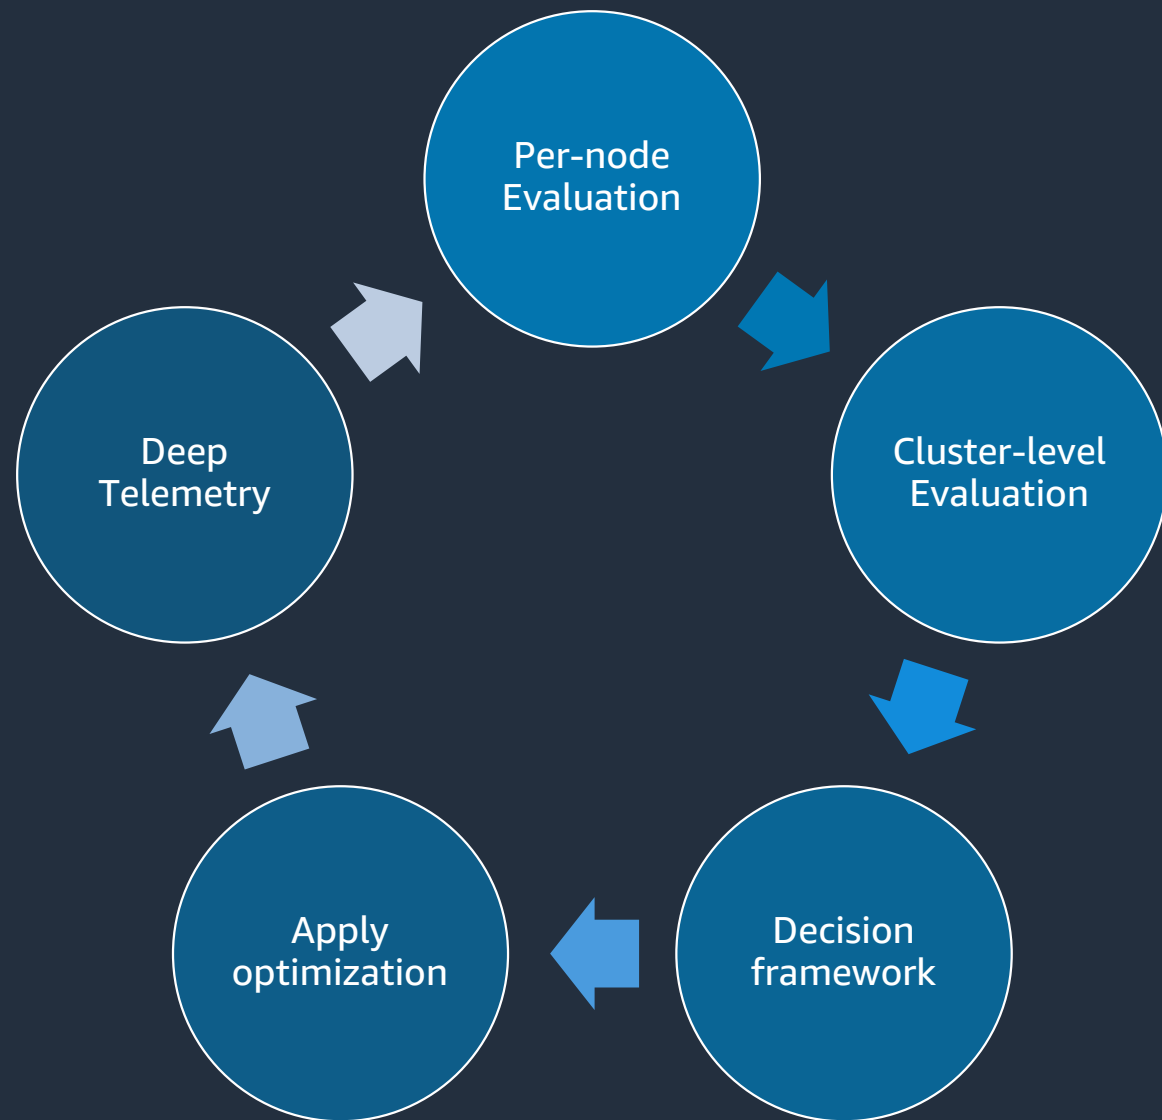 Per-node
Evaluation
Cluster-level
Evaluation
Decision
framework
Apply
optimization
Deep
Telemetry